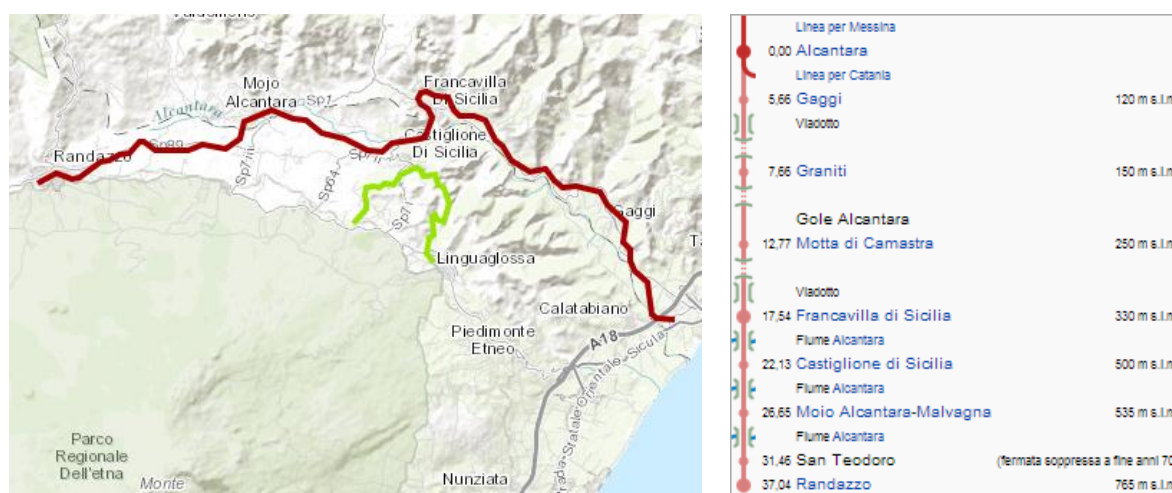 Mojo
Alcantara
Francavilla
Di Sicilia
Sp1
Alcantara
Castiglione
Di Sicilia
Randazzo
Sp89
Sp7iii
Sp64
Sp7i
Gaggi
Linguaglossa
Calatabiano
Piedimonte
Etneo
A18
Strada-Statale-Orientale-Sicula
Parco
Regionale
Dell'etna
Monte
Nunziata
Linea per Messina
0,00 Alcantara
Linea per Catania
5,66 Gaggi 120 m s.l.m
Viadotto
7,66 Graniti 150 m s.l.m
Gole Alcantara
12,77 Motta di Camastra 250 m s.l.m
Viadotto
17,54 Francavilla di Sicilia 330 m s.l.m
Fiume Alcantara
22,13 Castiglione di Sicilia 500 m s.l.m
Fiume Alcantara
26,65 Moio Alcantara-Malvagna 535 m s.l.m
Fiume Alcantara
31,46 San Teodoro (fermata soppressa a fine anni 70
37,04 Randazzo 765 m s.l.m